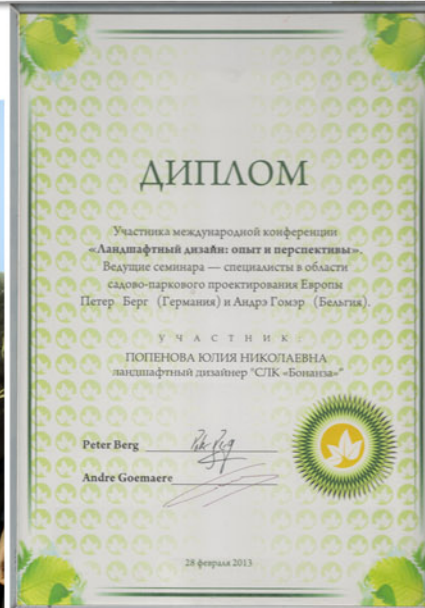 ДИПЛОМ
Участника международной конференции
«Ландшафтный дизайн: опыт и перспективы».
Ведущие семинара — специалисты в области
садово-паркового проектирования Европы
Петер Берг (Германия) и Андрэ Гомэр (Бельгия).
УЧАСТНИК:
ПОПЕНОВА ЮЛИЯ НИКОЛАЕВНА
ландшафтный дизайнер "СЛК «Бонанза»"
Peter Berg
Andre Goemaere
28 февраля 2013